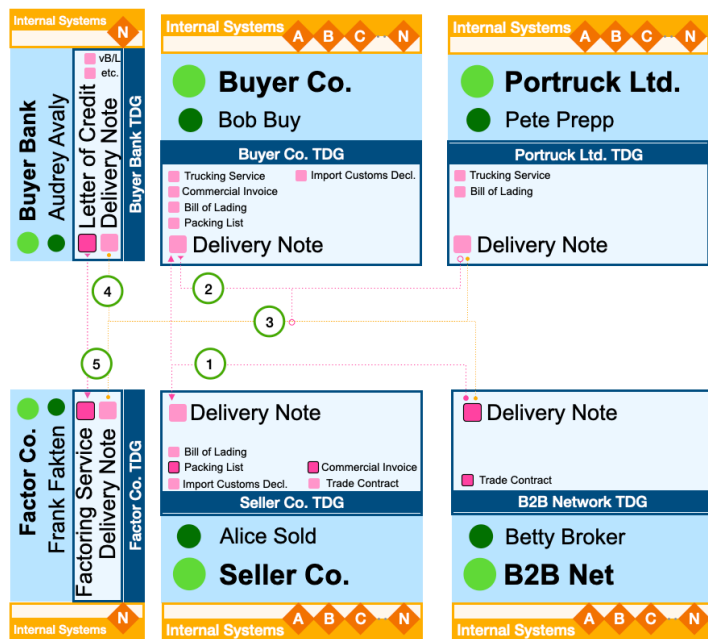 Internal Systems
N
Buyer Bank
Audrey Avaly
Letter of Credit
Delivery Note
vB/L
etc.
Buyer Bank TDG
Internal Systems
A B C N
Buyer Co.
Bob Buy
Buyer Co. TDG
Trucking Service
Import Customs Decl.
Commercial Invoice
Bill of Lading
Packing List
Delivery Note
Internal Systems
A B C N
Portruck Ltd.
Pete Prepp
Portruck Ltd. TDG
Trucking Service
Bill of Lading
Delivery Note
4
2
3
5
1
Factor Co.
Frank Fakten
Factoring Service
Delivery Note
Factor Co. TDG
N
Internal Systems
Delivery Note
Bill of Lading
Packing List
Commercial Invoice
Import Customs Decl.
Trade Contract
Seller Co. TDG
Alice Sold
Seller Co.
Internal Systems
A B C N
Delivery Note
Trade Contract
B2B Network TDG
Betty Broker
B2B Net
Internal Systems
A B C N